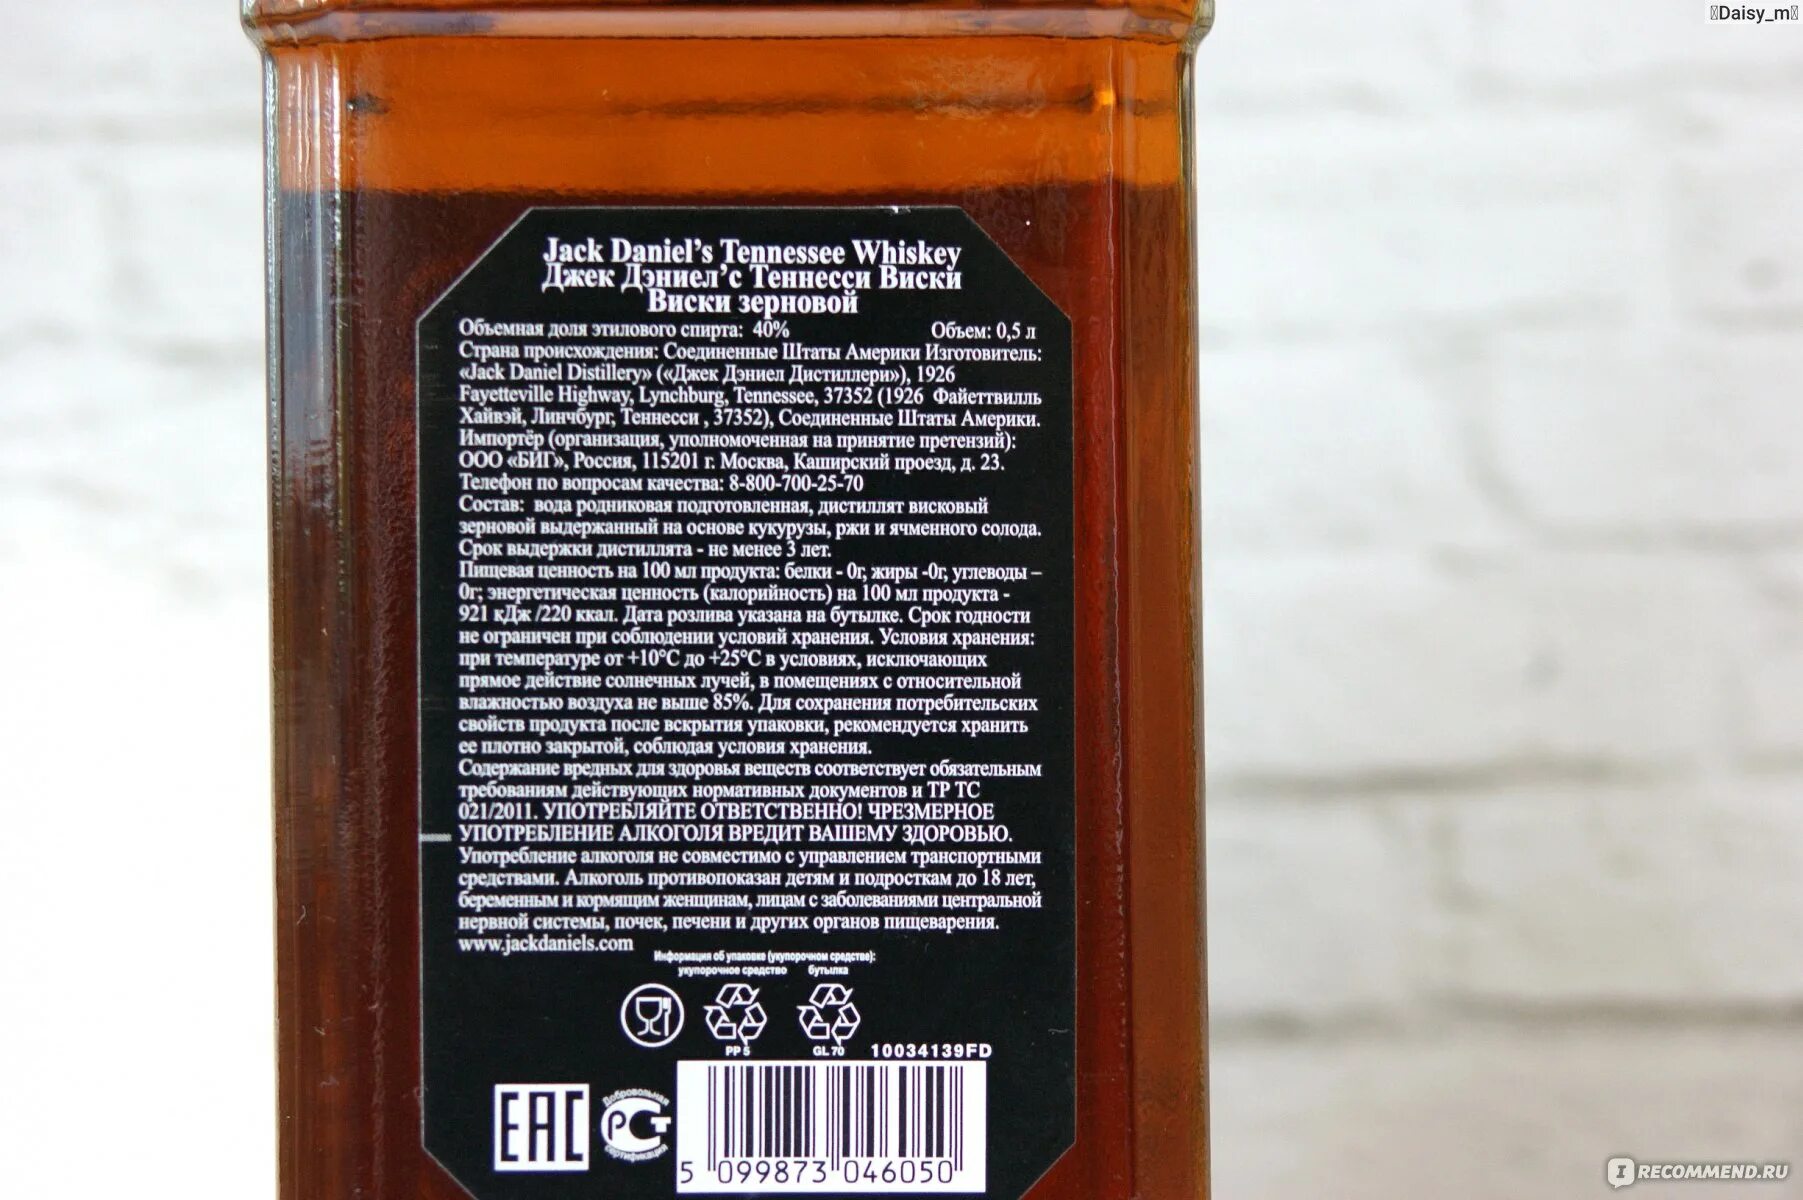 Daisy_m
Jack Daniel's Tennessee Whiskey
Джек Дэниел'с Теннесси Виски
Виски зерновой
Объемная доля этилового спирта: 40% Объем: 0,5 л
Страна происхождения: Соединенные Штаты Америки Изготовитель:
«Jack Daniel Distillery» («Джек Дэниел Дистиллери»), 1926
Fayetteville Highway, Lynchburg, Tennessee, 37352 (1926 Файеттвилль
Хайвэй, Линчбург, Теннесси , 37352), Соединенные Штаты Америки.
Импортёр (организация, уполномоченная на принятие претензий):
ООО «БИГ», Россия, 115201 г. Москва, Каширский проезд, д. 23.
Телефон по вопросам качества: 8-800-700-25-70
Состав: вода родниковая подготовленная, дистиллят висковый
зерновой выдержанный на основе кукурузы, ржи и ячменного солода.
Срок выдержки дистиллята - не менее 3 лет.
Пищевая ценность на 100 мл продукта: белки - 0г, жиры -0г, углеводы –
0г; энергетическая ценность (калорийность) на 100 мл продукта -
921 кДж /220 ккал. Дата розлива указана на бутылке. Срок годности
не ограничен при соблюдении условий хранения. Условия хранения:
при температуре от +10°С до +25°С в условиях, исключающих
прямое действие солнечных лучей, в помещениях с относительной
влажностью воздуха не выше 85%. Для сохранения потребительских
свойств продукта после вскрытия упаковки, рекомендуется хранить
ее плотно закрытой, соблюдая условия хранения.
Содержание вредных для здоровья веществ соответствует обязательным
требованиям действующих нормативных документов и ТР ТС
021/2011. УПОТРЕБЛЯЙТЕ ОТВЕТСТВЕННО! ЧРЕЗМЕРНОЕ
УПОТРЕБЛЕНИЕ АЛКОГОЛЯ ВРЕДИТ ВАШЕМУ ЗДОРОВЬЮ.
Употребление алкоголя не совместимо с управлением транспортными
средствами. Алкоголь противопоказан детям и подросткам до 18 лет,
беременным и кормящим женщинам, лицам с заболеваниями центральной
нервной системы, почек, печени и других органов пищеварения.
www.jackdaniels.com
Информация об упаковке (укупорочном средстве):
укупорочное средство бутылка
PP 5 GL 70 10034139FD
ЕАС
Добровольная
РСТ
сертификация
5 099873 046050
IRECOMMEND.RU